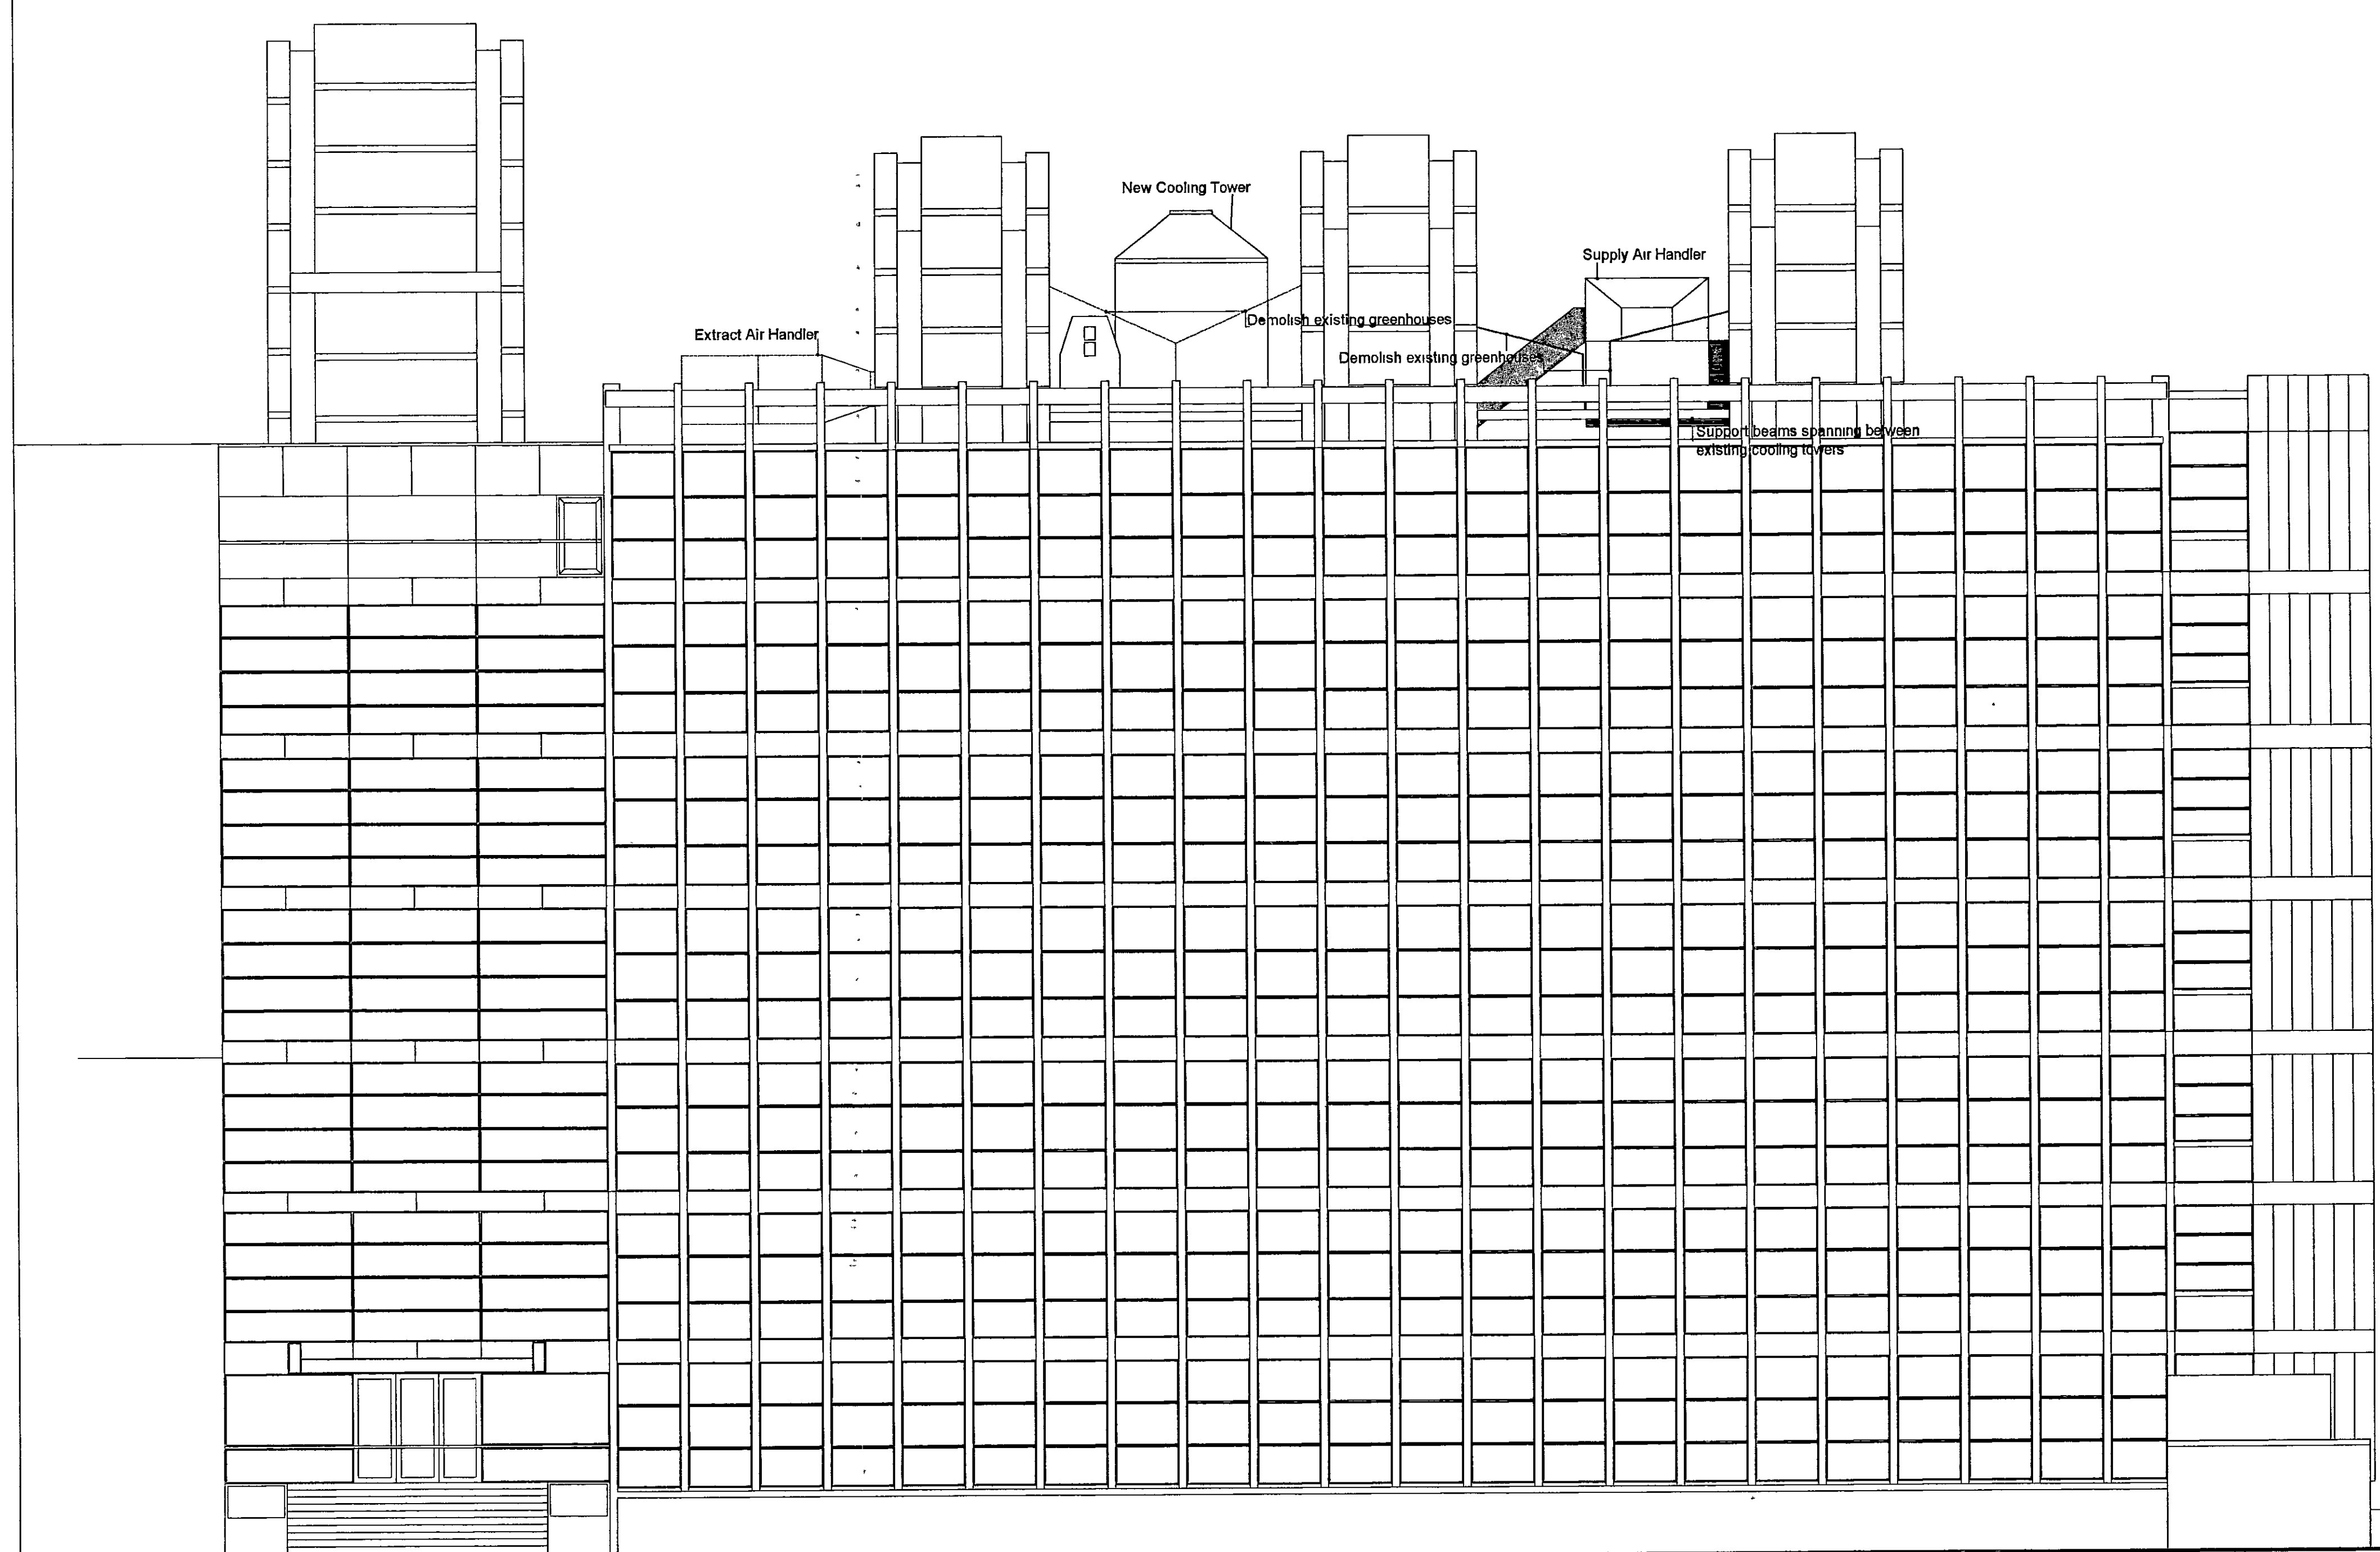 New Cooling Tower
Supply Air Handler
Demolish existing greenhouses
Extract Air Handler
Demolish existing greenhouses
Support beams spanning between
existing cooling towers